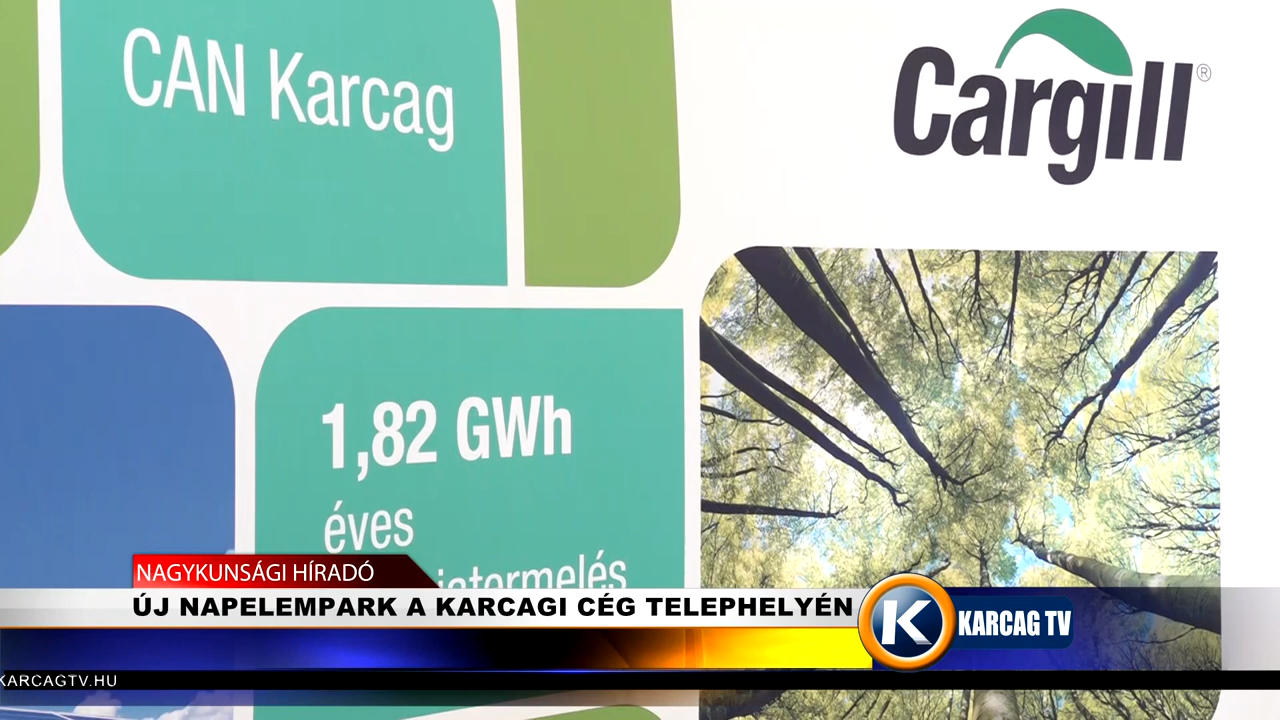 CAN Karcag
Cargill®
1,82 GWh
éves
NAGYKUNSÁGI HÍRADÓ
ÚJ NAPELEMPARK A KARCAGI CÉG TELEPHELYÉN
K KARCAG TV
KARCAGTV.HU